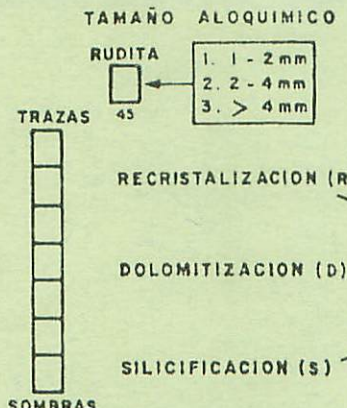 TAMAÑO ALOQUIMICO
RUDITA
1. 1 - 2 mm
2. 2 - 4 mm
3. > 4 mm
45
TRAZAS
RECRISTALIZACION (R
DOLOMITIZACION (D)
SILICIFICACION (S)
SOMBRAS